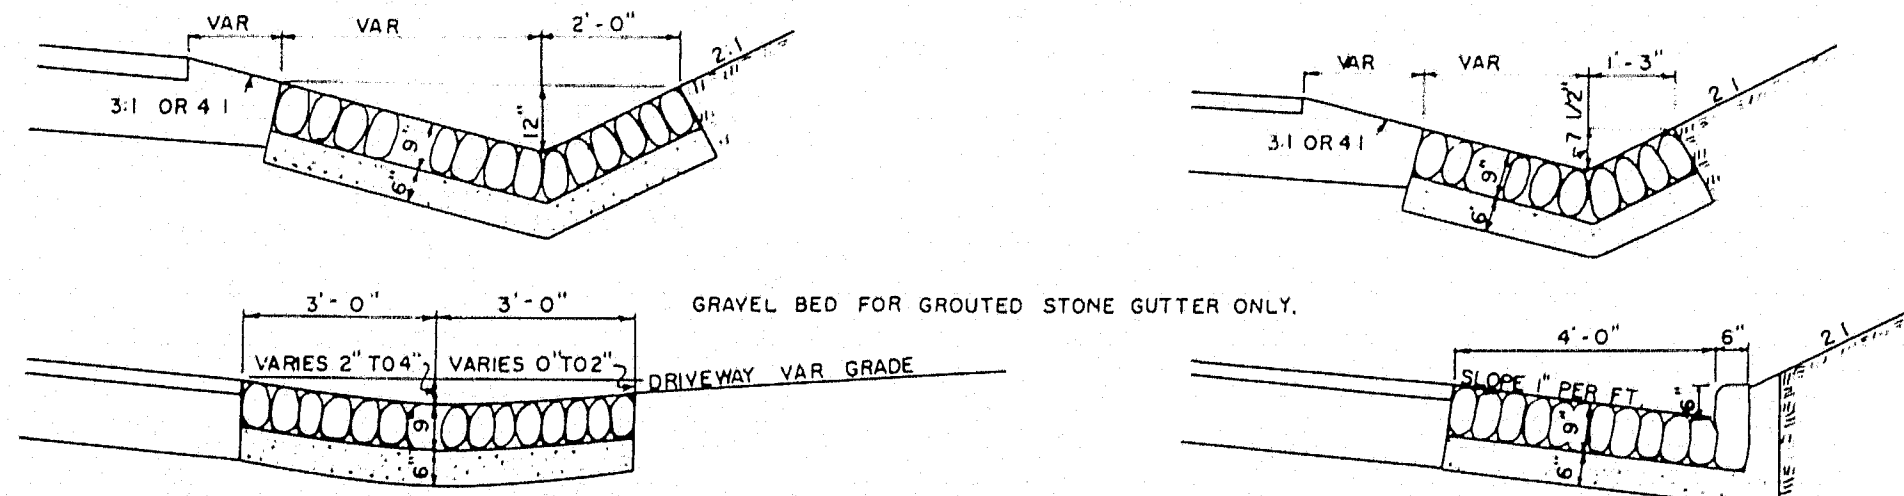 VAR VAR 2'-0"
2:1
3:1 OR 4 1
12"
9"
6"
VAR VAR 1'-3"
2 1
7 1/2"
3:1 OR 4 1
9"
6"
3'-0" 3'-0"
GRAVEL BED FOR GROUTED STONE GUTTER ONLY.
VARIES 2" TO 4" VARIES 0" TO 2"
DRIVEWAY VAR GRADE
9"
6"
4'-0" 6"
2 1
SLOPE 1" PER FT.
6"
9"
6"